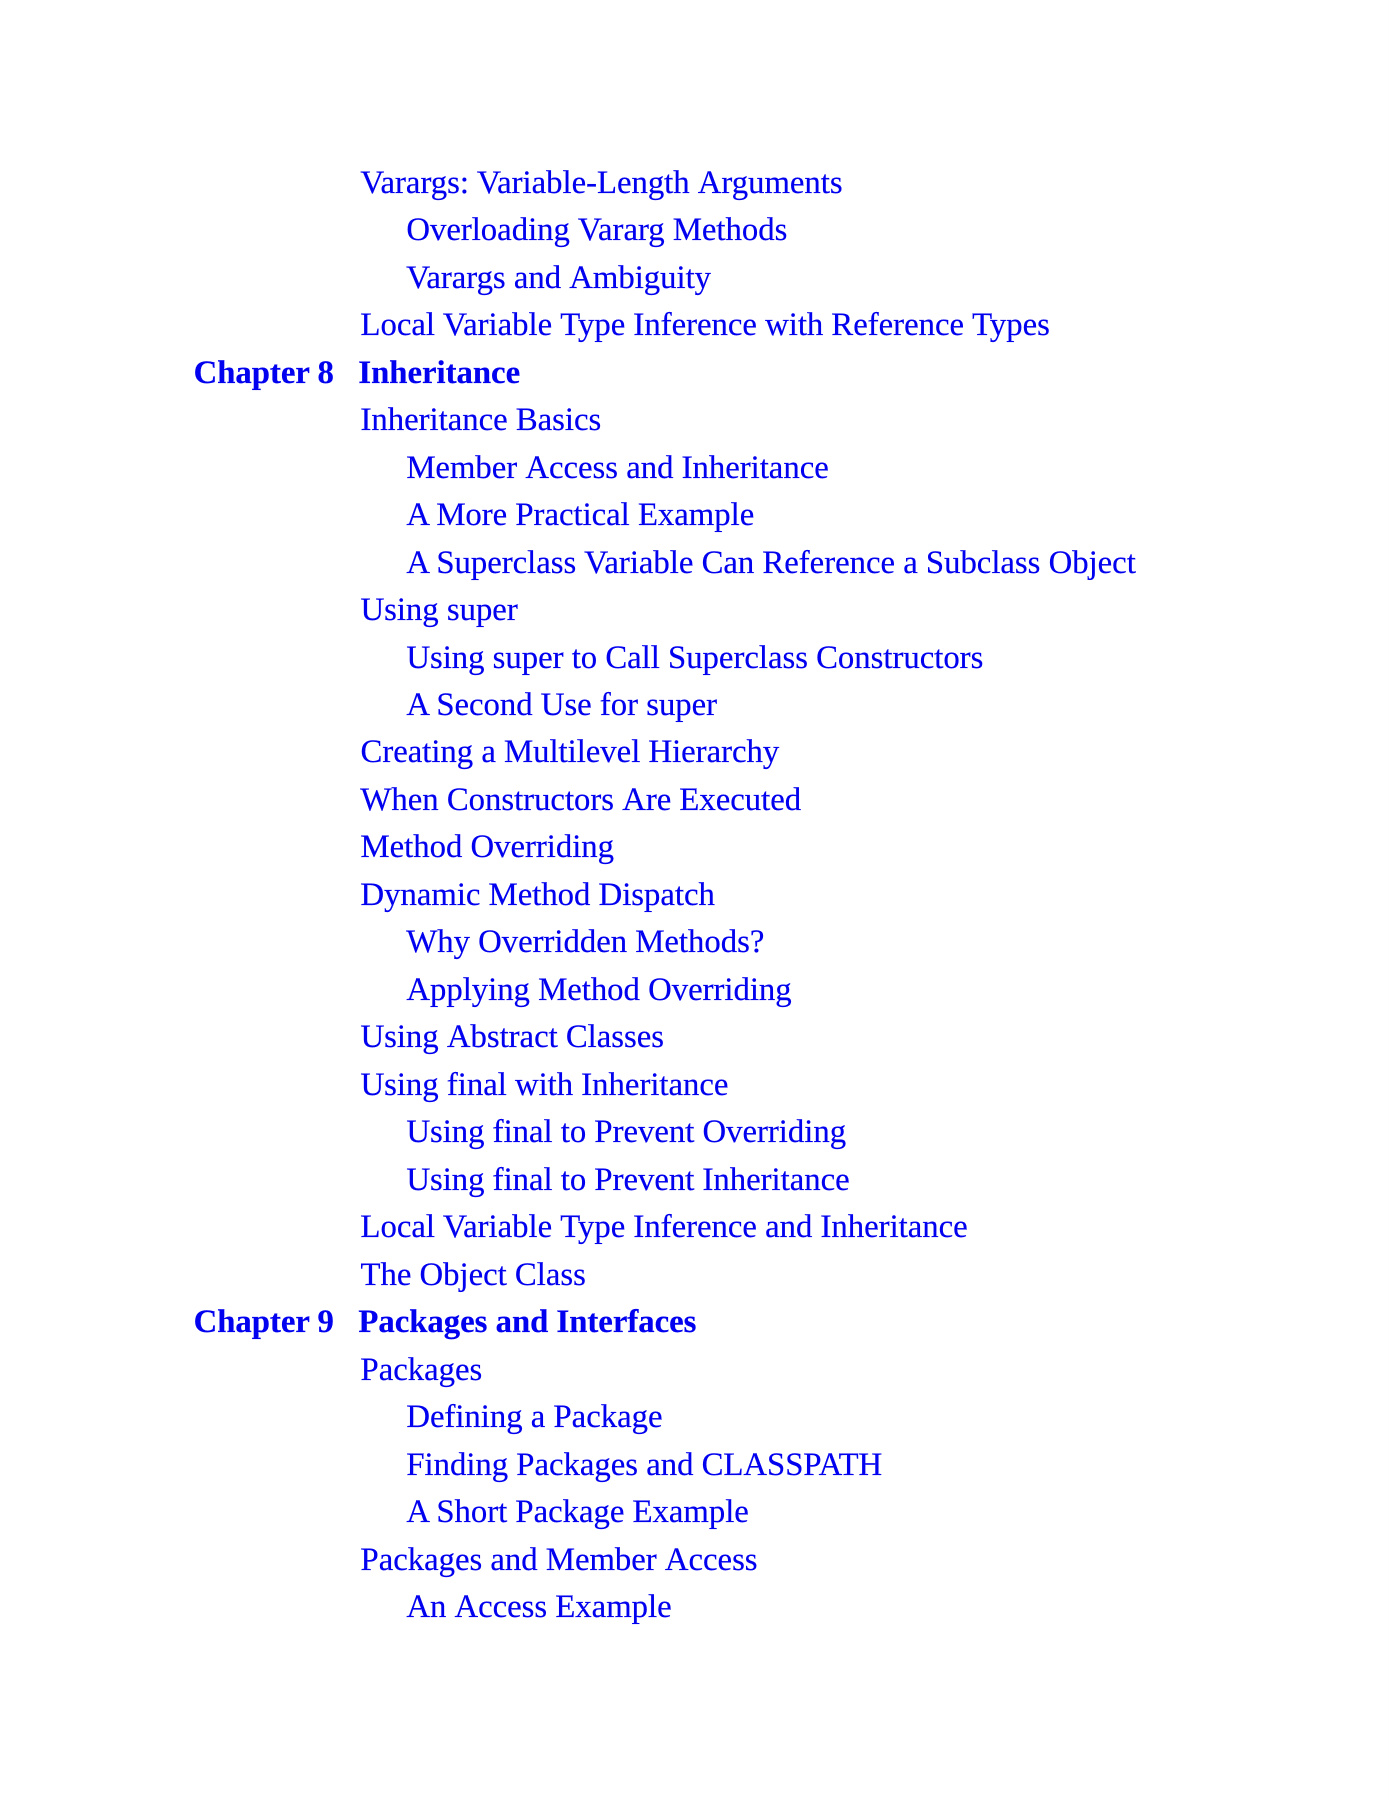 Varargs: Variable-Length Arguments
Overloading Vararg Methods
Varargs and Ambiguity
Local Variable Type Inference with Reference Types
Chapter 8 Inheritance
Inheritance Basics
Member Access and Inheritance
A More Practical Example
A Superclass Variable Can Reference a Subclass Object
Using super
Using super to Call Superclass Constructors
A Second Use for super
Creating a Multilevel Hierarchy
When Constructors Are Executed
Method Overriding
Dynamic Method Dispatch
Why Overridden Methods?
Applying Method Overriding
Using Abstract Classes
Using final with Inheritance
Using final to Prevent Overriding
Using final to Prevent Inheritance
Local Variable Type Inference and Inheritance
The Object Class
Chapter 9 Packages and Interfaces
Packages
Defining a Package
Finding Packages and CLASSPATH
A Short Package Example
Packages and Member Access
An Access Example